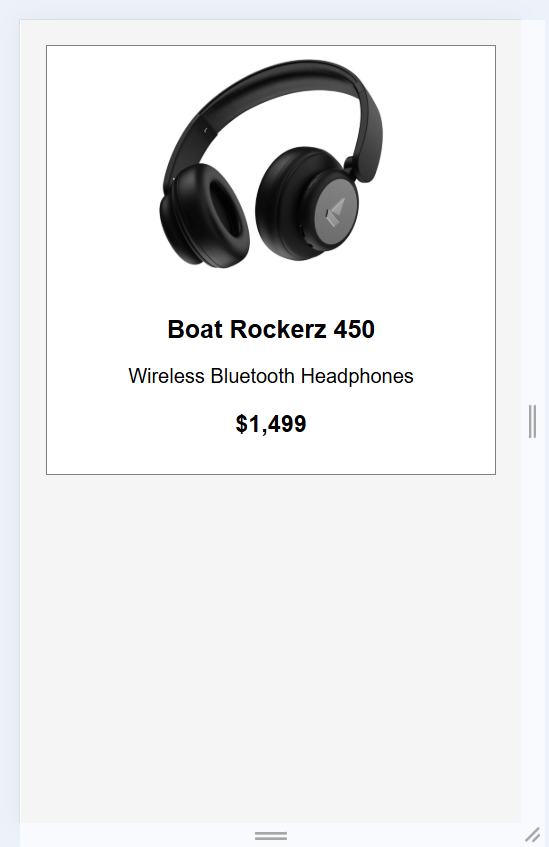 Boat Rockerz 450
Wireless Bluetooth Headphones
$1,499